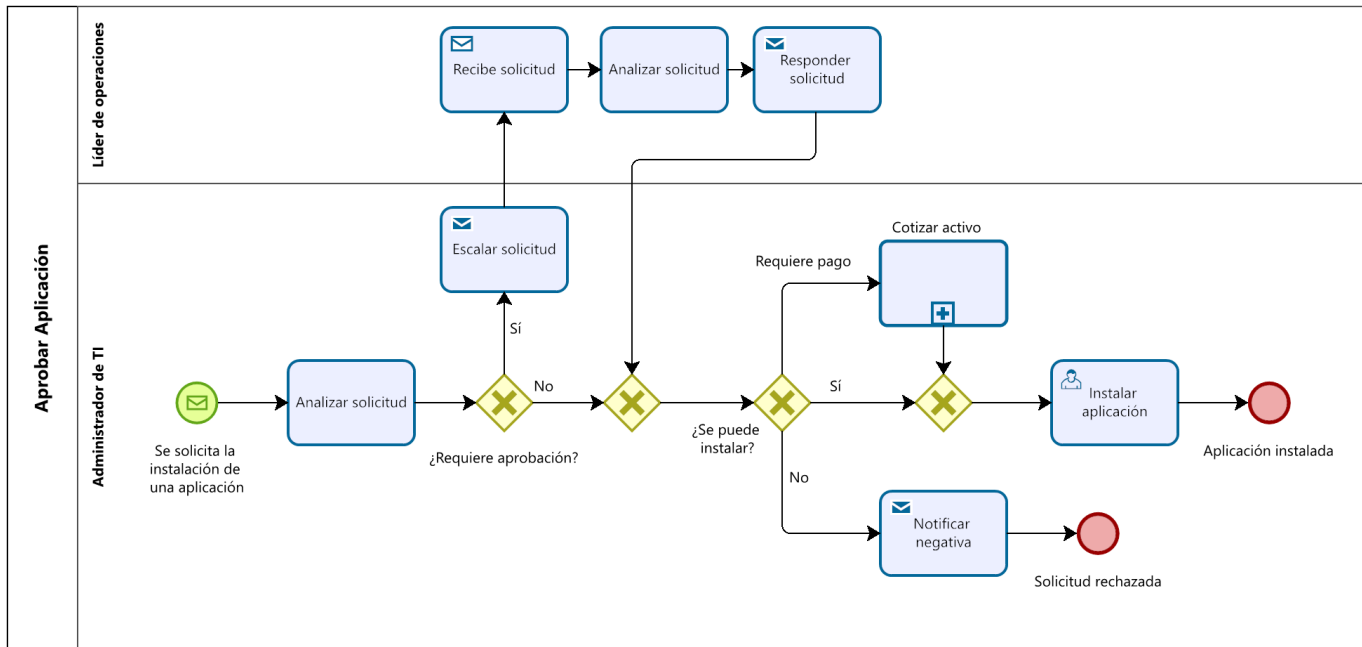 Aprobar Aplicación
Líder de operaciones
Recibe solicitud
Analizar solicitud
Responder
solicitud
Administrador de TI
Se solicita la
instalación de
una aplicación
Analizar solicitud
¿Requiere aprobación?
Sí
Escalar solicitud
No
¿Se puede
instalar?
Requiere pago
Cotizar activo
Sí
Instalar
aplicación
Aplicación instalada
No
Notificar
negativa
Solicitud rechazada